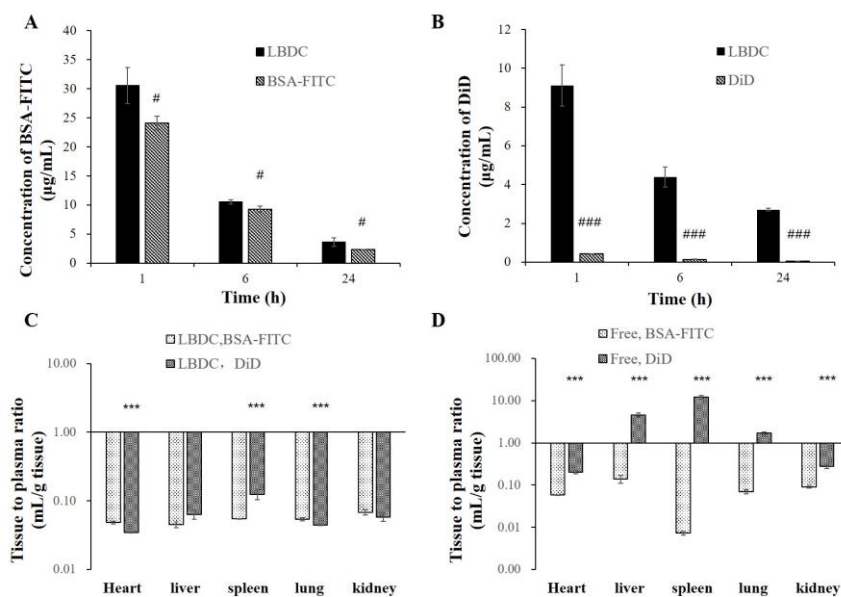 A
LBDC
BSA-FITC
Concentration of BSA-FITC
(μg/mL)
40
35
30
25
20
15
10
5
0
#
#
#
1 6 24
Time (h)
B
LBDC
DiD
Concentration of DiD
(μg/mL)
12
10
8
6
4
2
0
###
###
###
1 6 24
Time (h)
C
LBDC,BSA-FITC
LBDC, DiD
Tissue to plasma ratio
(mL/g tissue)
10.00
1.00
0.10
0.01
*** *** ***
Heart liver spleen lung kidney
D
Free, BSA-FITC
Free, DiD
Tissue to plasma ratio
(mL/g tissue)
100.00
10.00
1.00
0.10
0.01
0.00
*** *** *** *** ***
Heart liver spleen lung kidney